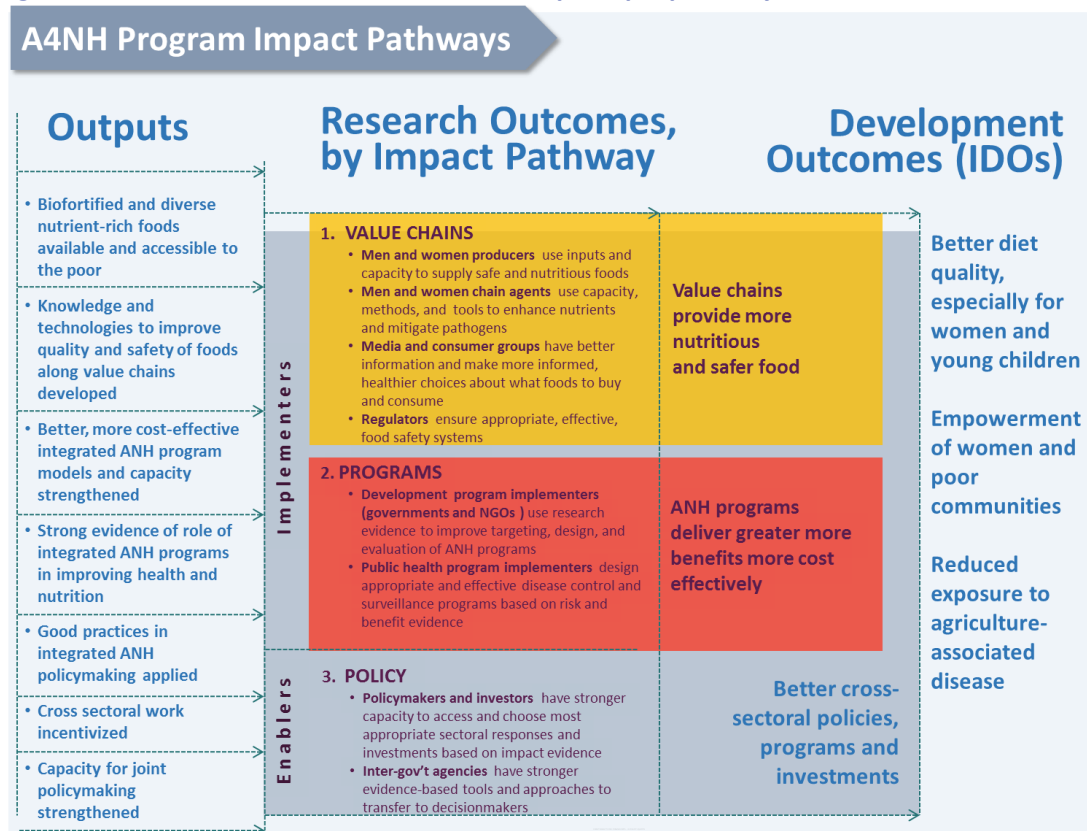 A4NH Program Impact Pathways
Outputs
• Biofortified and diverse
nutrient-rich foods
available and accessible to
the poor
• Knowledge and
technologies to improve
quality and safety of foods
along value chains
developed
• Better, more cost-effective
integrated ANH program
models and capacity
strengthened
• Strong evidence of role of
integrated ANH programs
in improving health and
nutrition
• Good practices in
integrated ANH
policymaking applied
• Cross sectoral work
incentivized
• Capacity for joint
policymaking
strengthened
Research Outcomes,
by Impact Pathway
Implementers
1. VALUE CHAINS
• Men and women producers use inputs and
capacity to supply safe and nutritious foods
• Men and women chain agents use capacity,
methods, and tools to enhance nutrients
and mitigate pathogens
• Media and consumer groups have better
information and make more informed,
healthier choices about what foods to buy
and consume
• Regulators ensure appropriate, effective,
food safety systems
Value chains
provide more
nutritious
and safer food
2. PROGRAMS
• Development program implementers
(governments and NGOs ) use research
evidence to improve targeting, design, and
evaluation of ANH programs
• Public health program implementers design
appropriate and effective disease control and
surveillance programs based on risk and
benefit evidence
ANH programs
deliver greater more
benefits more cost
effectively
Enablers
3. POLICY
• Policymakers and investors have stronger
capacity to access and choose most
appropriate sectoral responses and
investments based on impact evidence
• Inter-gov't agencies have stronger
evidence-based tools and approaches to
transfer to decisionmakers
Better cross-
sectoral policies,
programs and
investments
Development
Outcomes (IDOs)
Better diet
quality,
especially for
women and
young children
Empowerment
of women and
poor
communities
Reduced
exposure to
agriculture-
associated
disease